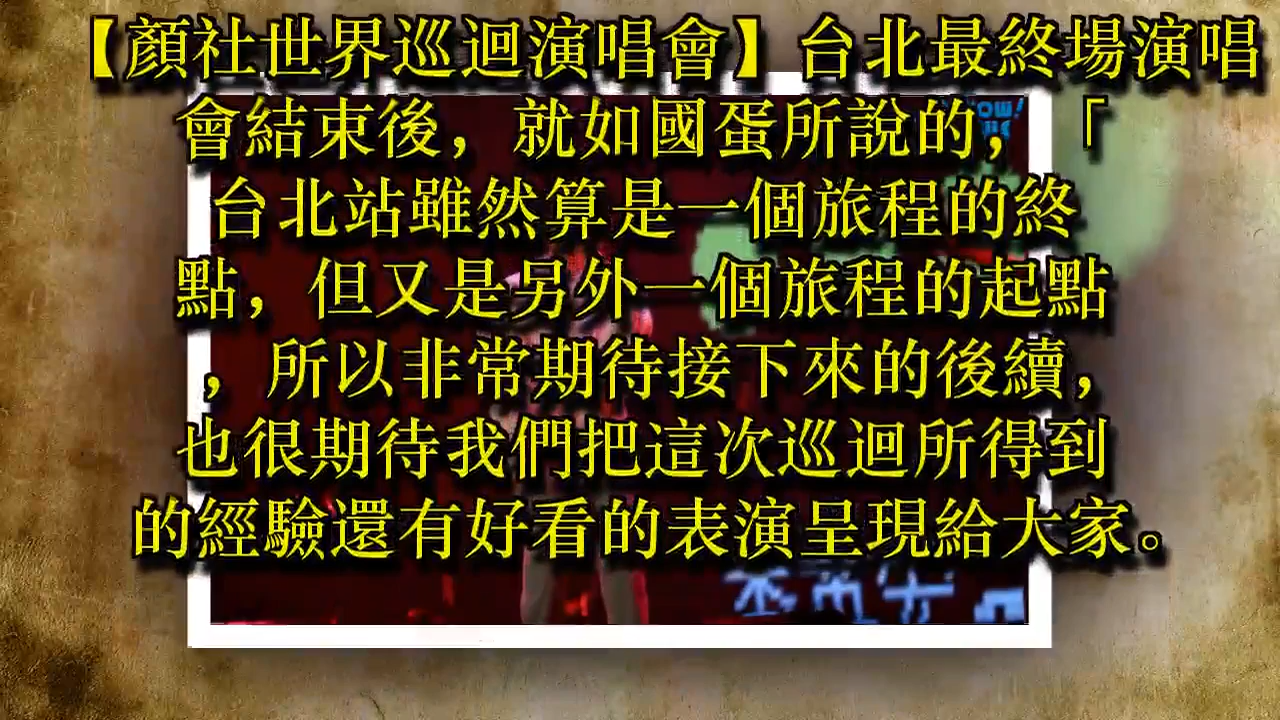 【顏社世界巡迴演唱會】台北最終場演唱
會結束後，就如國蛋所說的，「
台北站雖然算是一個旅程的終
點，但又是另外一個旅程的起點
，所以非常期待接下來的後續，
也很期待我們把這次巡迴所得到
的經驗還有好看的表演呈現給大家。